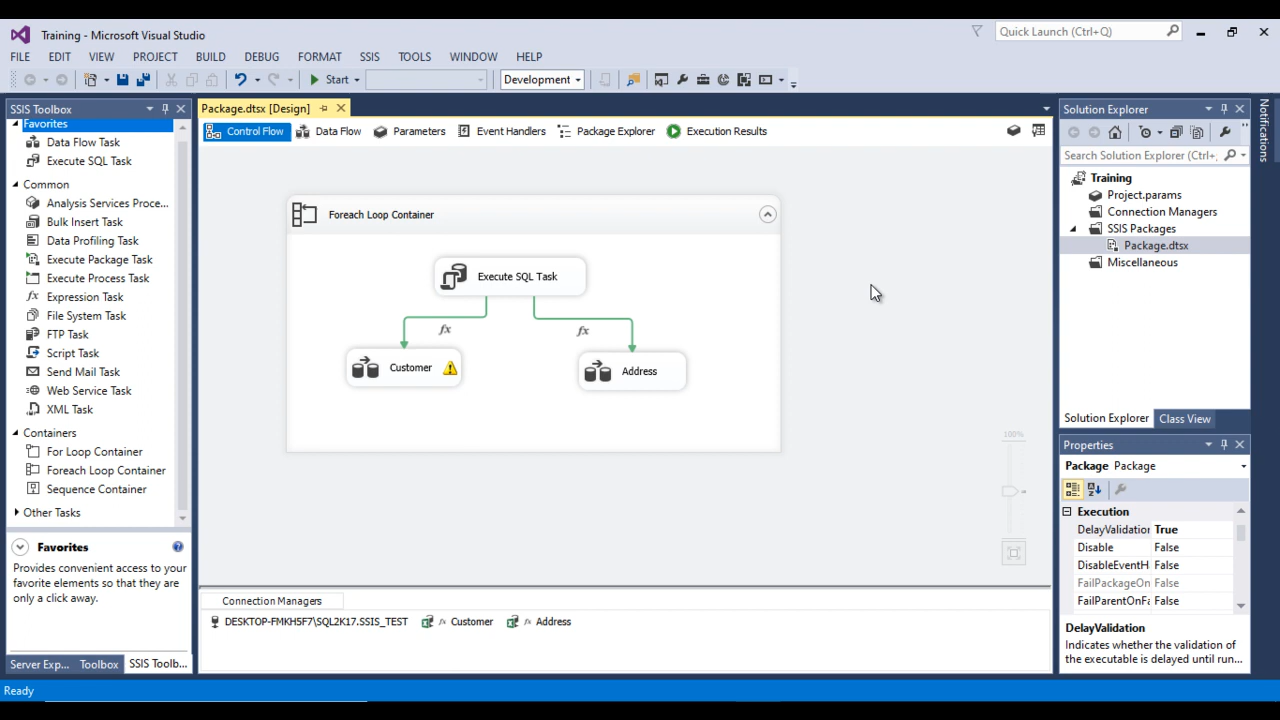 Training - Microsoft Visual Studio
Quick Launch (Ctrl+Q)
FILE EDIT VIEW PROJECT BUILD DEBUG FORMAT SSIS TOOLS WINDOW HELP
Start Development
SSIS Toolbox
Favorites
Data Flow Task
Execute SQL Task
Common
Analysis Services Proce...
Bulk Insert Task
Data Profiling Task
Execute Package Task
Execute Process Task
fx Expression Task
File System Task
FTP Task
Script Task
Send Mail Task
Web Service Task
XML Task
Containers
For Loop Container
Foreach Loop Container
Sequence Container
Other Tasks
Favorites
Provides convenient access to your
favorite elements so that they are
only a click away.
Server Exp... Toolbox SSIS Toolb...
Package.dtsx [Design]
Control Flow Data Flow Parameters Event Handlers Package Explorer Execution Results
Foreach Loop Container
Execute SQL Task
fx fx
Customer
Address
100%
Connection Managers
DESKTOP-FMKH5F7\SQL2K17.SSIS_TEST fx Customer fx Address
Solution Explorer
Search Solution Explorer (Ctrl+;
Training
Project.params
Connection Managers
SSIS Packages
Package.dtsx
Miscellaneous
Solution Explorer Class View
Properties
Package Package
Execution
DelayValidation True
Disable False
DisableEventH False
FailPackageOn False
FailParentOnFa False
DelayValidation
Indicates whether the validation of
the executable is delayed until run...
Notifications
Ready